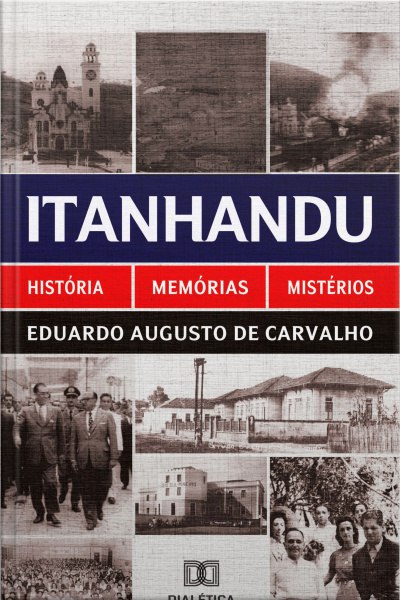 ITANHANDU
HISTÓRIA
MEMÓRIAS
MISTÉRIOS
EDUARDO AUGUSTO DE CARVALHO
DIALÉTICA